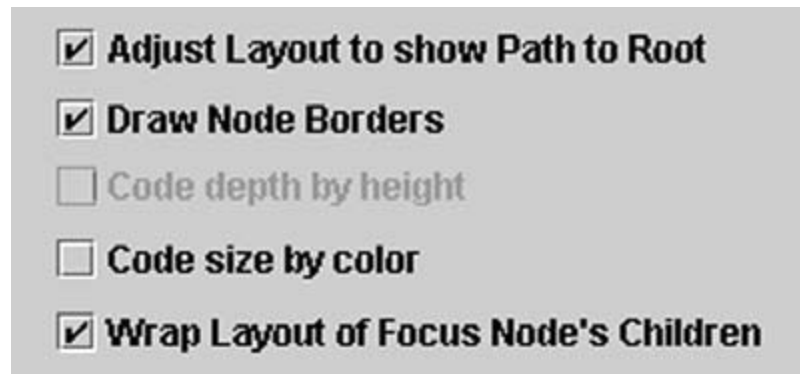 Adjust Layout to show Path to Root
Draw Node Borders
Code depth by height
Code size by color
Wrap Layout of Focus Node's Children